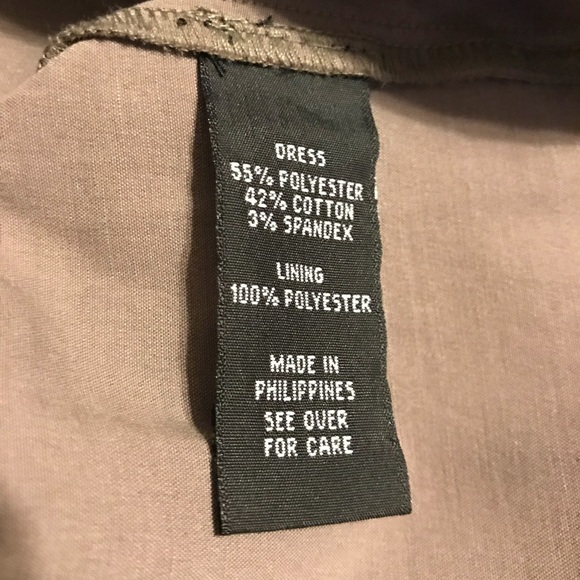 DRESS
55% POLYESTER
42% COTTON
3% SPANDEX
LINING
100% POLYESTER
MADE IN
PHILIPPINES
SEE OVER
FOR CARE